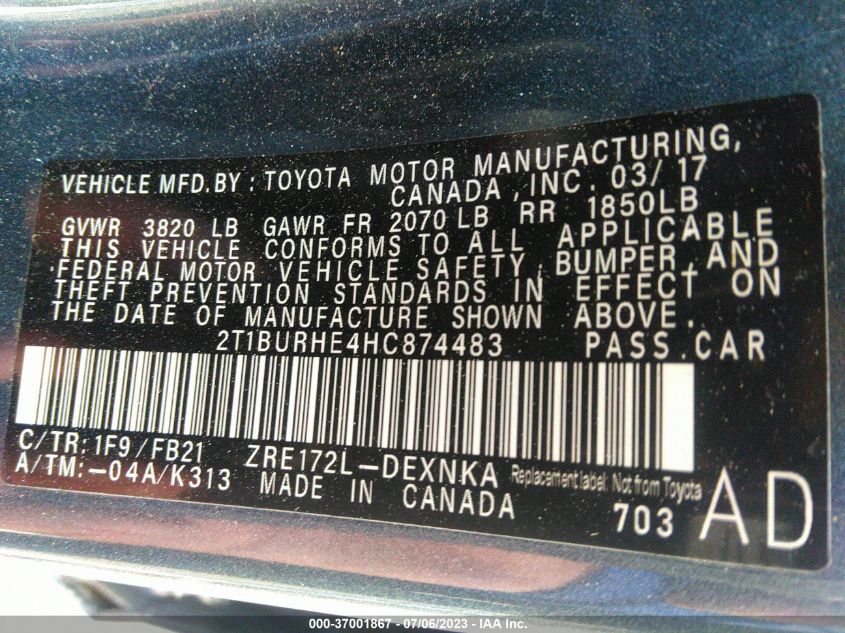 VEHICLE MFD.BY: TOYOTA MOTOR MANUFACTURING,
CANADA, INC. 03/17
GVWR 3820 LB GAWR FR 2070 LB RR 1850LB
THIS VEHICLE CONFORMS TO ALL APPLICABLE
FEDERAL MOTOR VEHICLE SAFETY, BUMPER, AND
THEFT PREVENTION STANDARDS IN EFFECT ON
THE DATE OF MANUFACTURE SHOWN ABOVE.
2T1BURHE4HC874483 PASS.CAR
C/TR: 1F9/FB21 ZRE172L-DEXNKA Replacement label: Not from Toyota
A/TM:-04A/K313 MADE IN CANADA 703 AD
000-37001867 - 07/06/2023 - © IAA Inc.